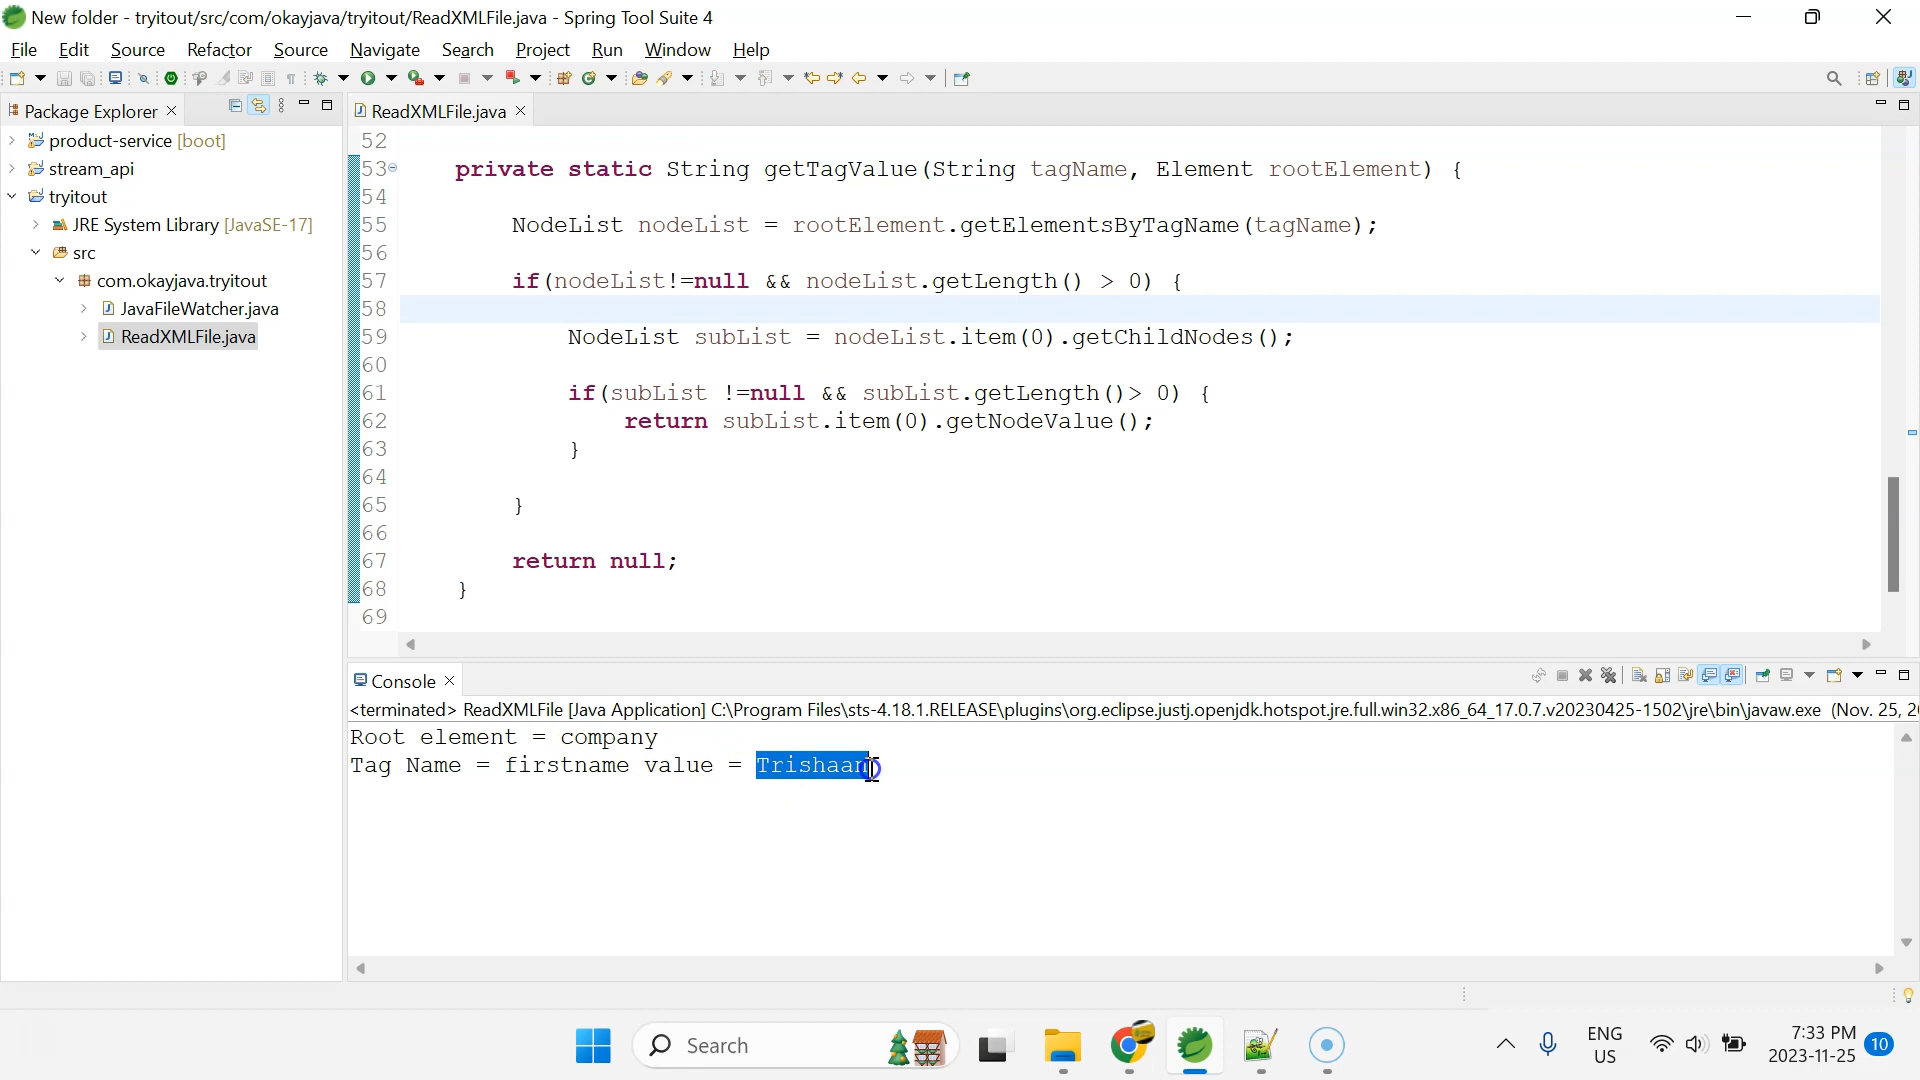 New folder - tryitout/src/com/okayjava/tryitout/ReadXMLFile.java - Spring Tool Suite 4
File Edit Source Refactor Source Navigate Search Project Run Window Help
Package Explorer
ReadXMLFile.java
product-service [boot]
stream_api
tryitout
JRE System Library [JavaSE-17]
src
com.okayjava.tryitout
JavaFileWatcher.java
ReadXMLFile.java
52
53 private static String getTagValue(String tagName, Element rootElement) {
54
55 NodeList nodeList = rootElement.getElementsByTagName(tagName);
56
57 if(nodeList!=null && nodeList.getLength() > 0) {
58
59 NodeList subList = nodeList.item(0).getChildNodes();
60
61 if(subList !=null && subList.getLength()> 0) {
62 return subList.item(0).getNodeValue();
63 }
64
65 }
66
67 return null;
68 }
69
Console
<terminated> ReadXMLFile [Java Application] C:\Program Files\sts-4.18.1.RELEASE\plugins\org.eclipse.justj.openjdk.hotspot.jre.full.win32.x86_64_17.0.7.v20230425-1502\jre\bin\javaw.exe (Nov. 25, 2
Root element = company
Tag Name = firstname value = Trishaan
Search
ENG
US
7:33 PM
2023-11-25
10